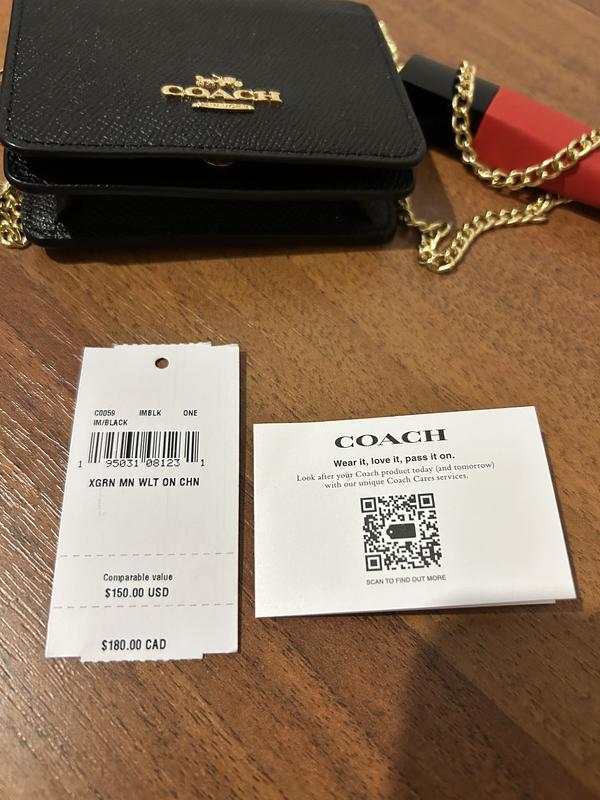 COACH
C0059 IMBLK ONE
IM/BLACK
1 95031 08123 1
XGRN MN WLT ON CHN
Comparable value
$150.00 USD
$180.00 CAD
COACH
Wear it, love it, pass it on.
Look after your Coach product today (and tomorrow)
with our unique Coach Cares services.
SCAN TO FIND OUT MORE